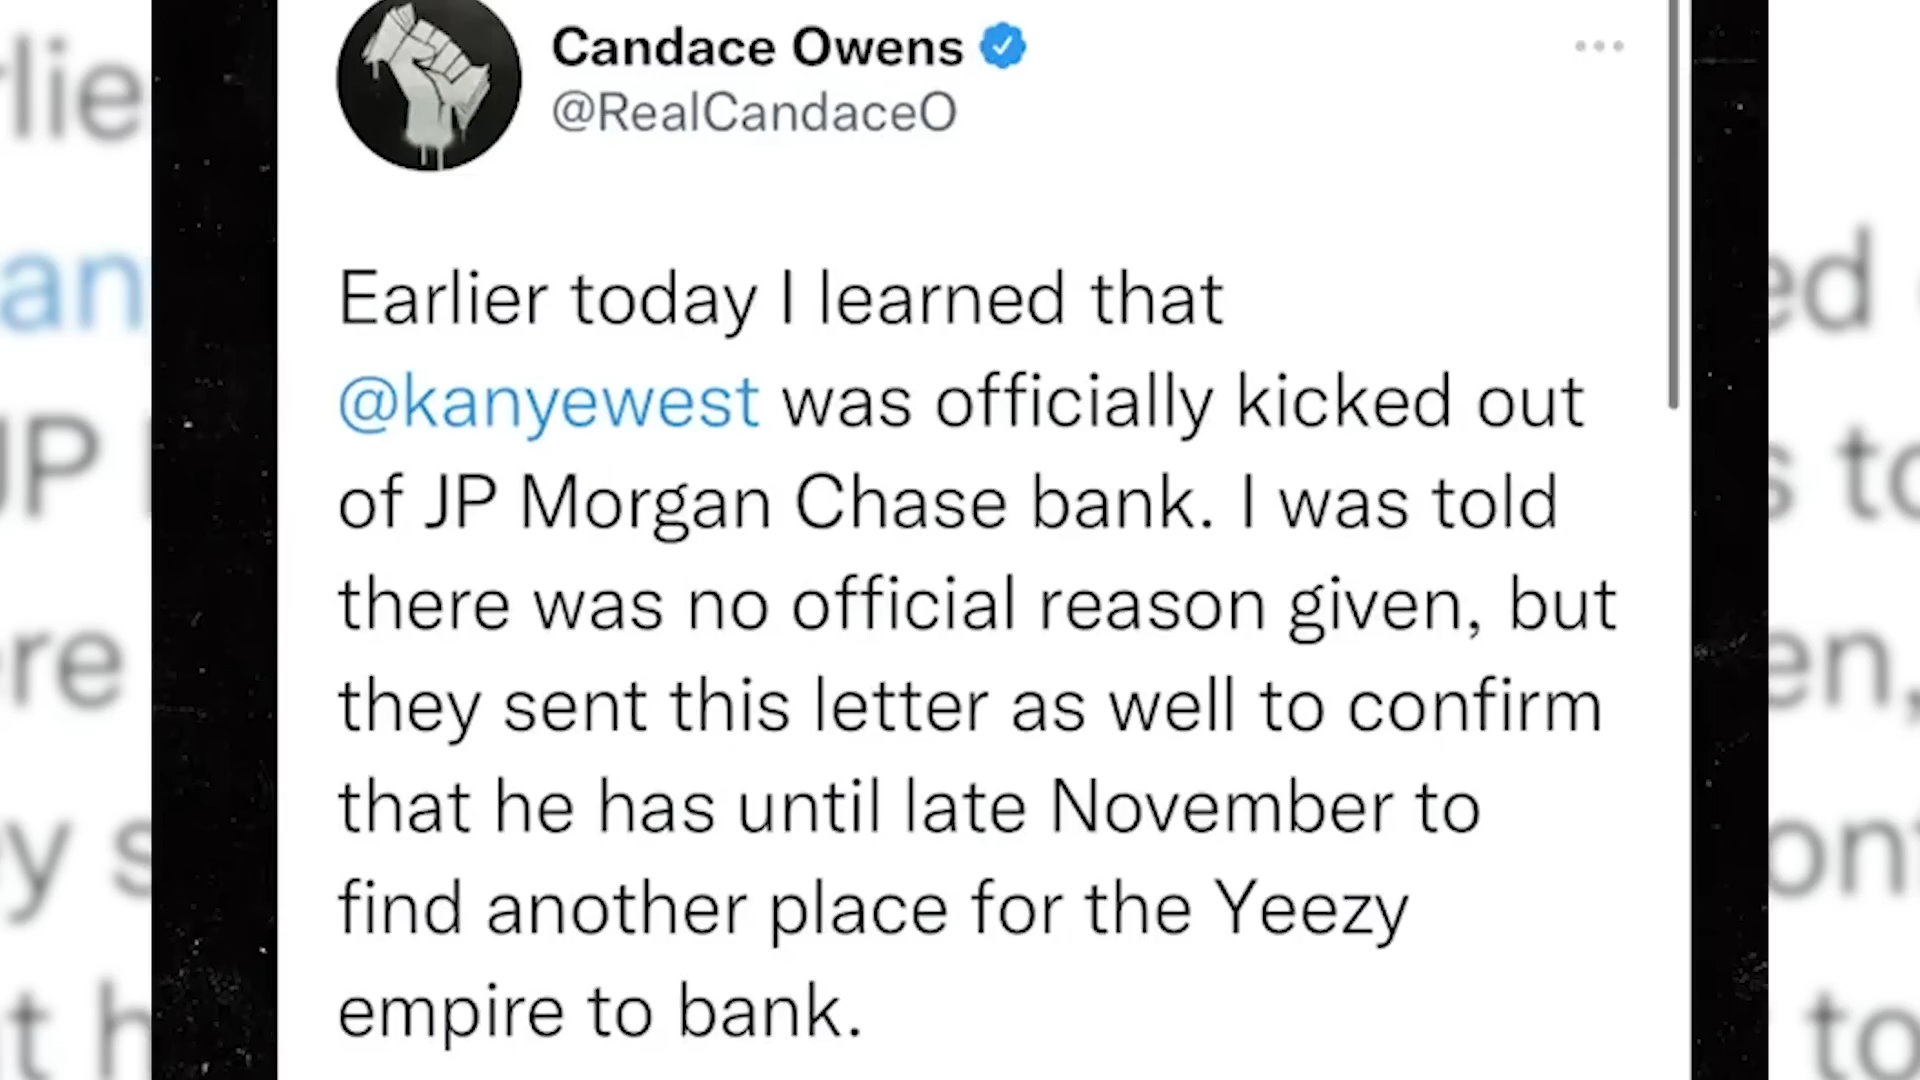 Candace Owens
@RealCandaceO
Earlier today I learned that
@kanyewest was officially kicked out
of JP Morgan Chase bank. I was told
there was no official reason given, but
they sent this letter as well to confirm
that he has until late November to
find another place for the Yeezy
empire to bank.